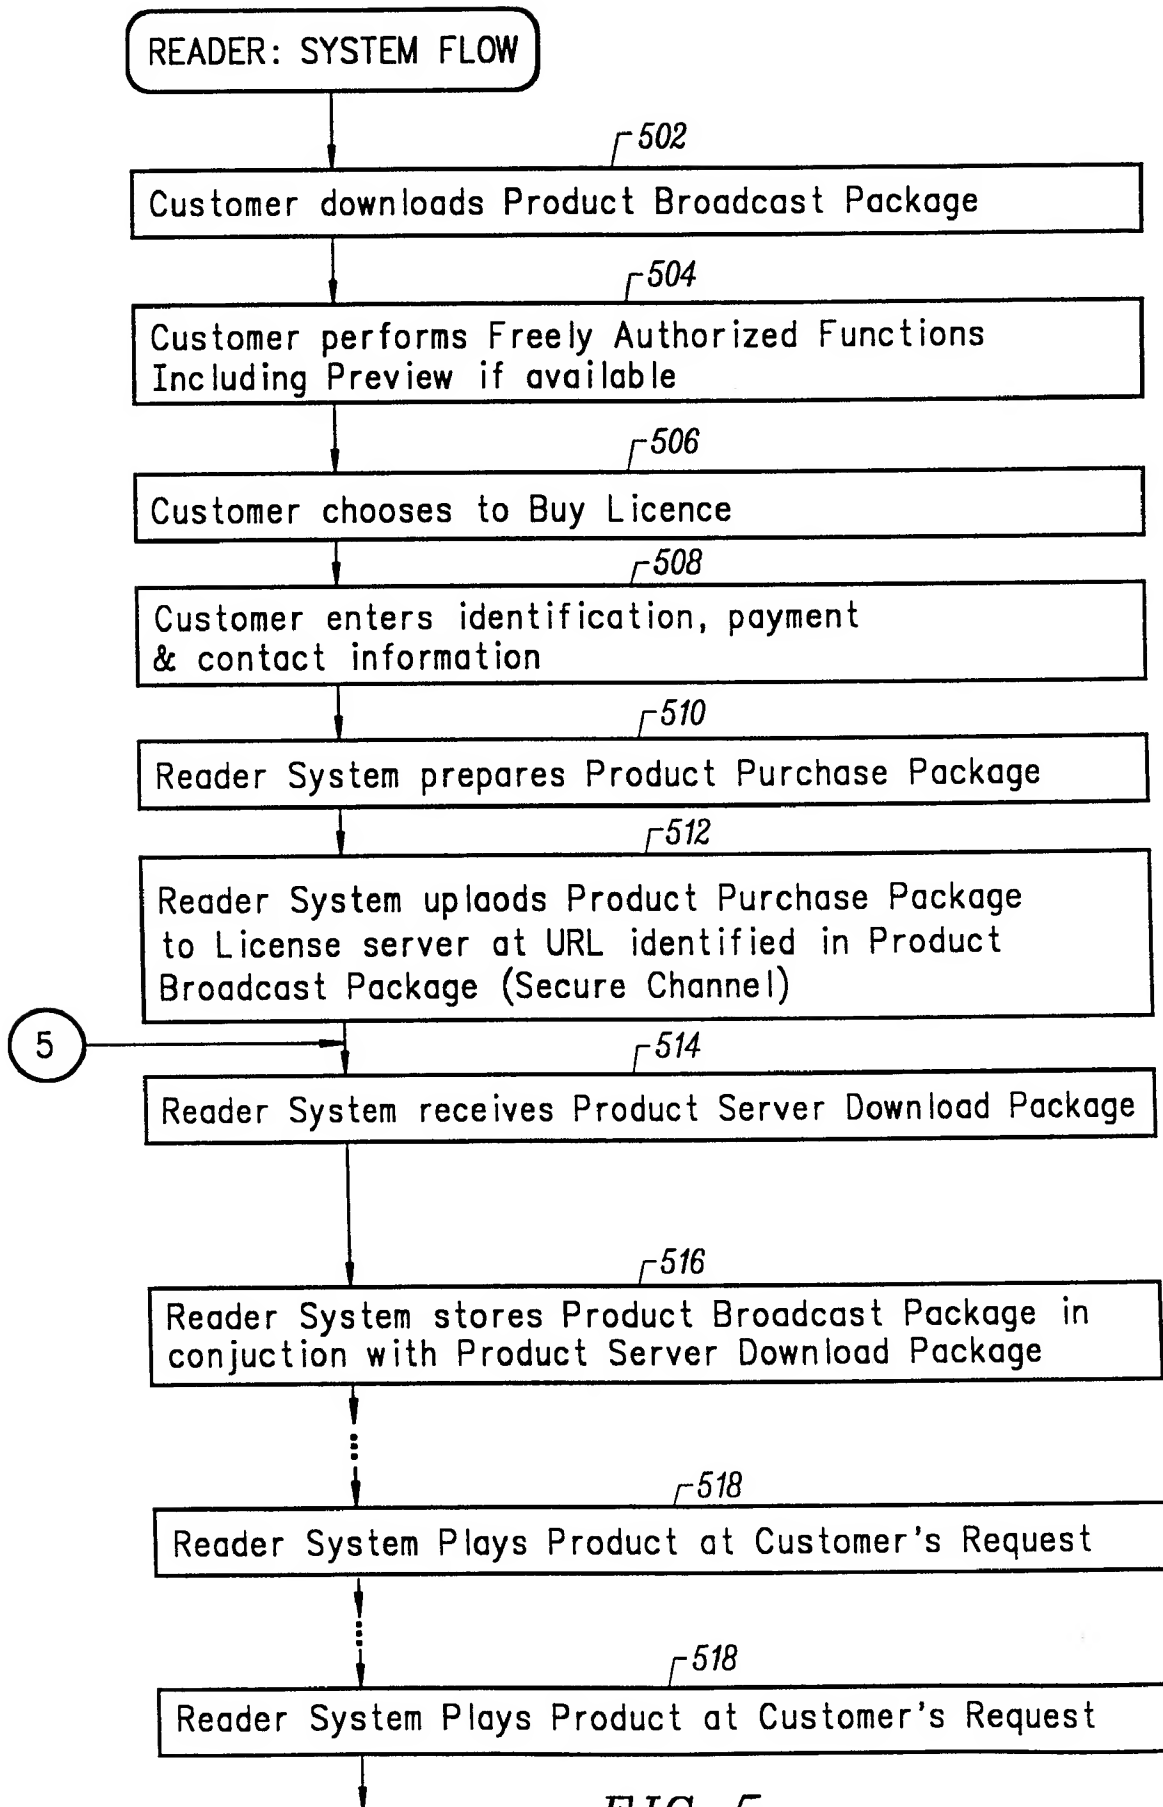 READER: SYSTEM FLOW
502
Customer downloads Product Broadcast Package
504
Customer performs Freely Authorized Functions
Including Preview if available
506
Customer chooses to Buy Licence
508
Customer enters identification, payment
& contact information
510
Reader System prepares Product Purchase Package
512
Reader System uplaods Product Purchase Package
to License server at URL identified in Product
Broadcast Package (Secure Channel)
5
514
Reader System receives Product Server Download Package
516
Reader System stores Product Broadcast Package in
conjuction with Product Server Download Package
518
Reader System Plays Product at Customer's Request
518
Reader System Plays Product at Customer's Request
FIG. 5